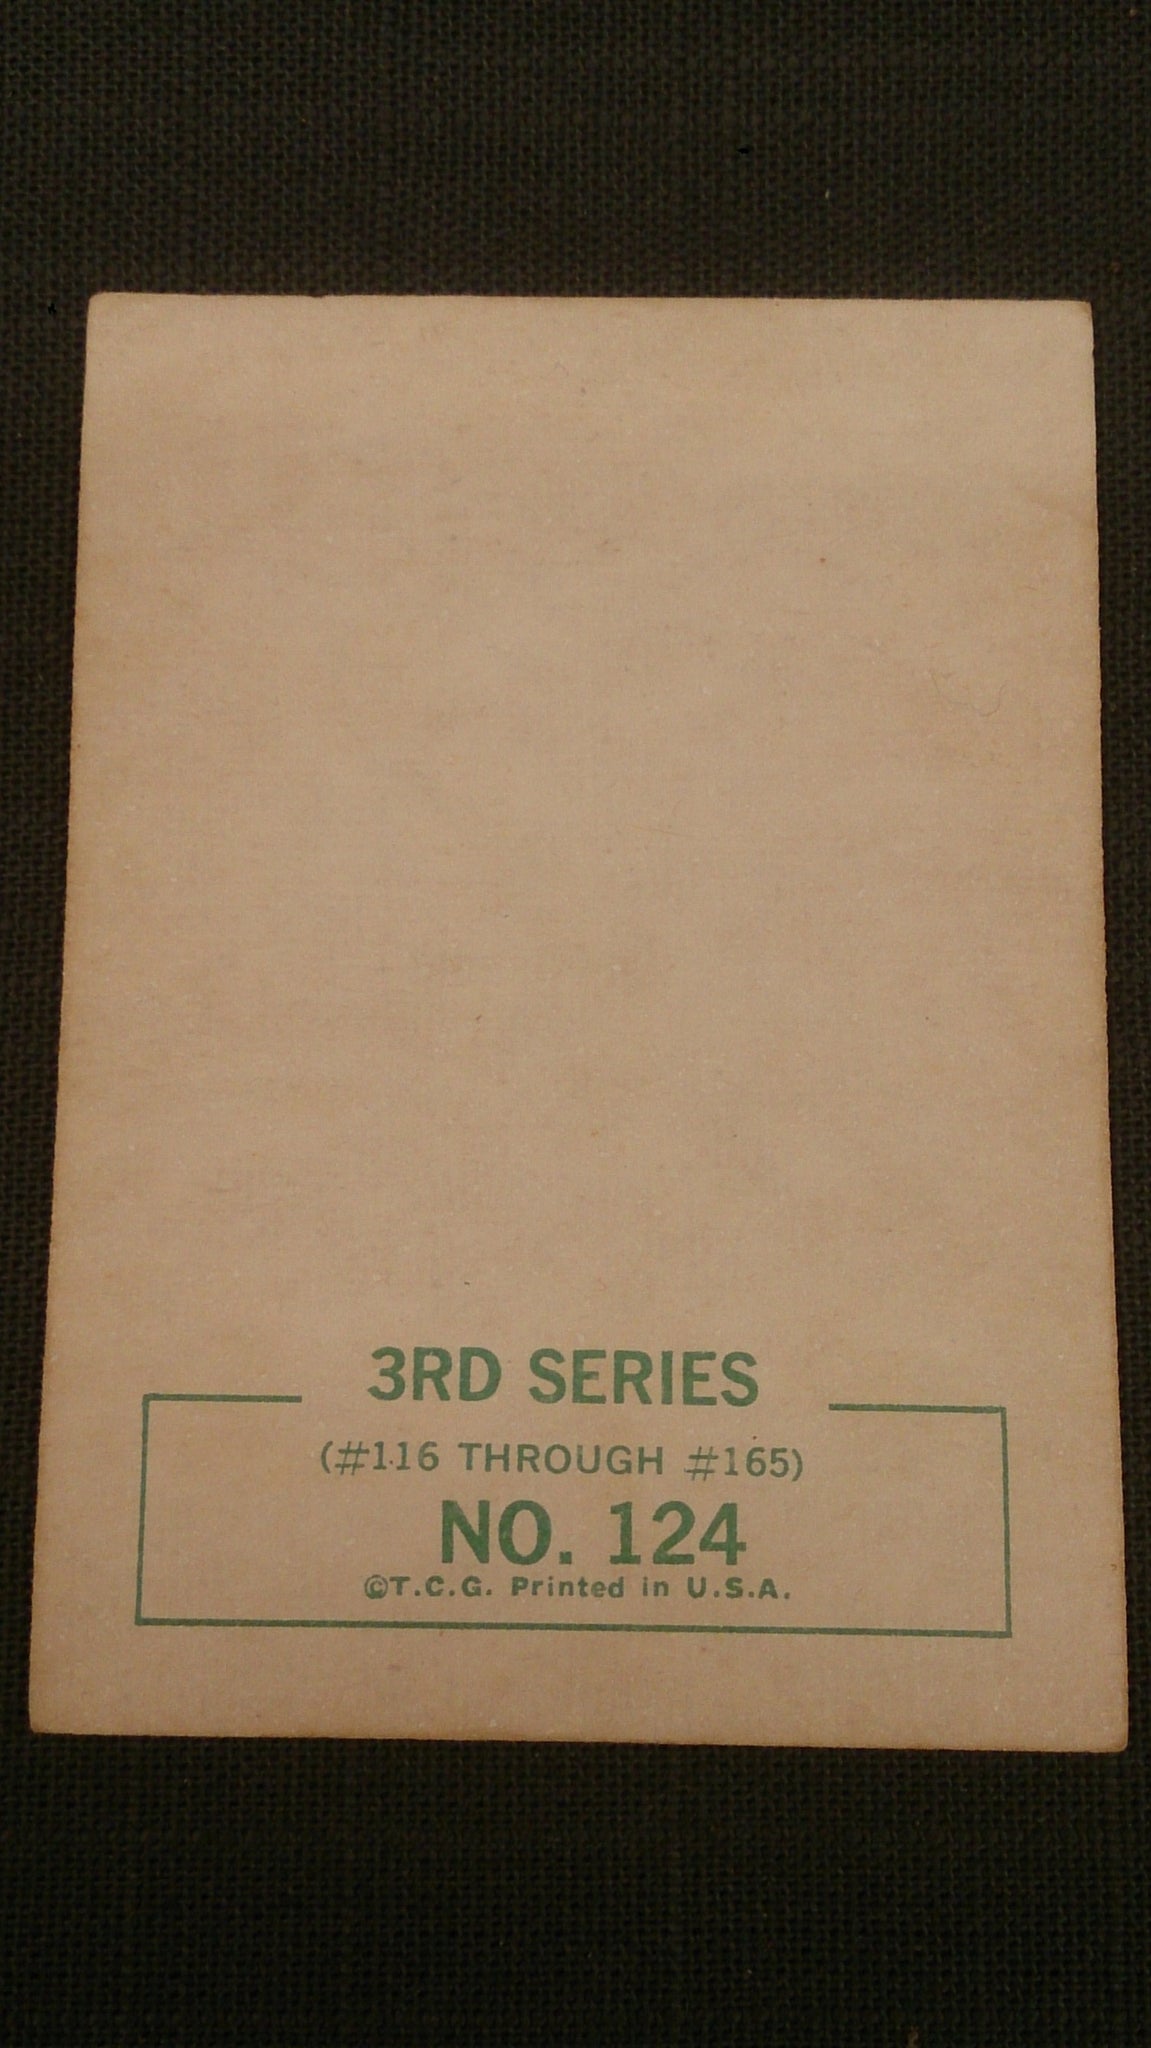 3RD SERIES
(#116 THROUGH #165)
NO. 124
©T.C.G. Printed in U.S.A.